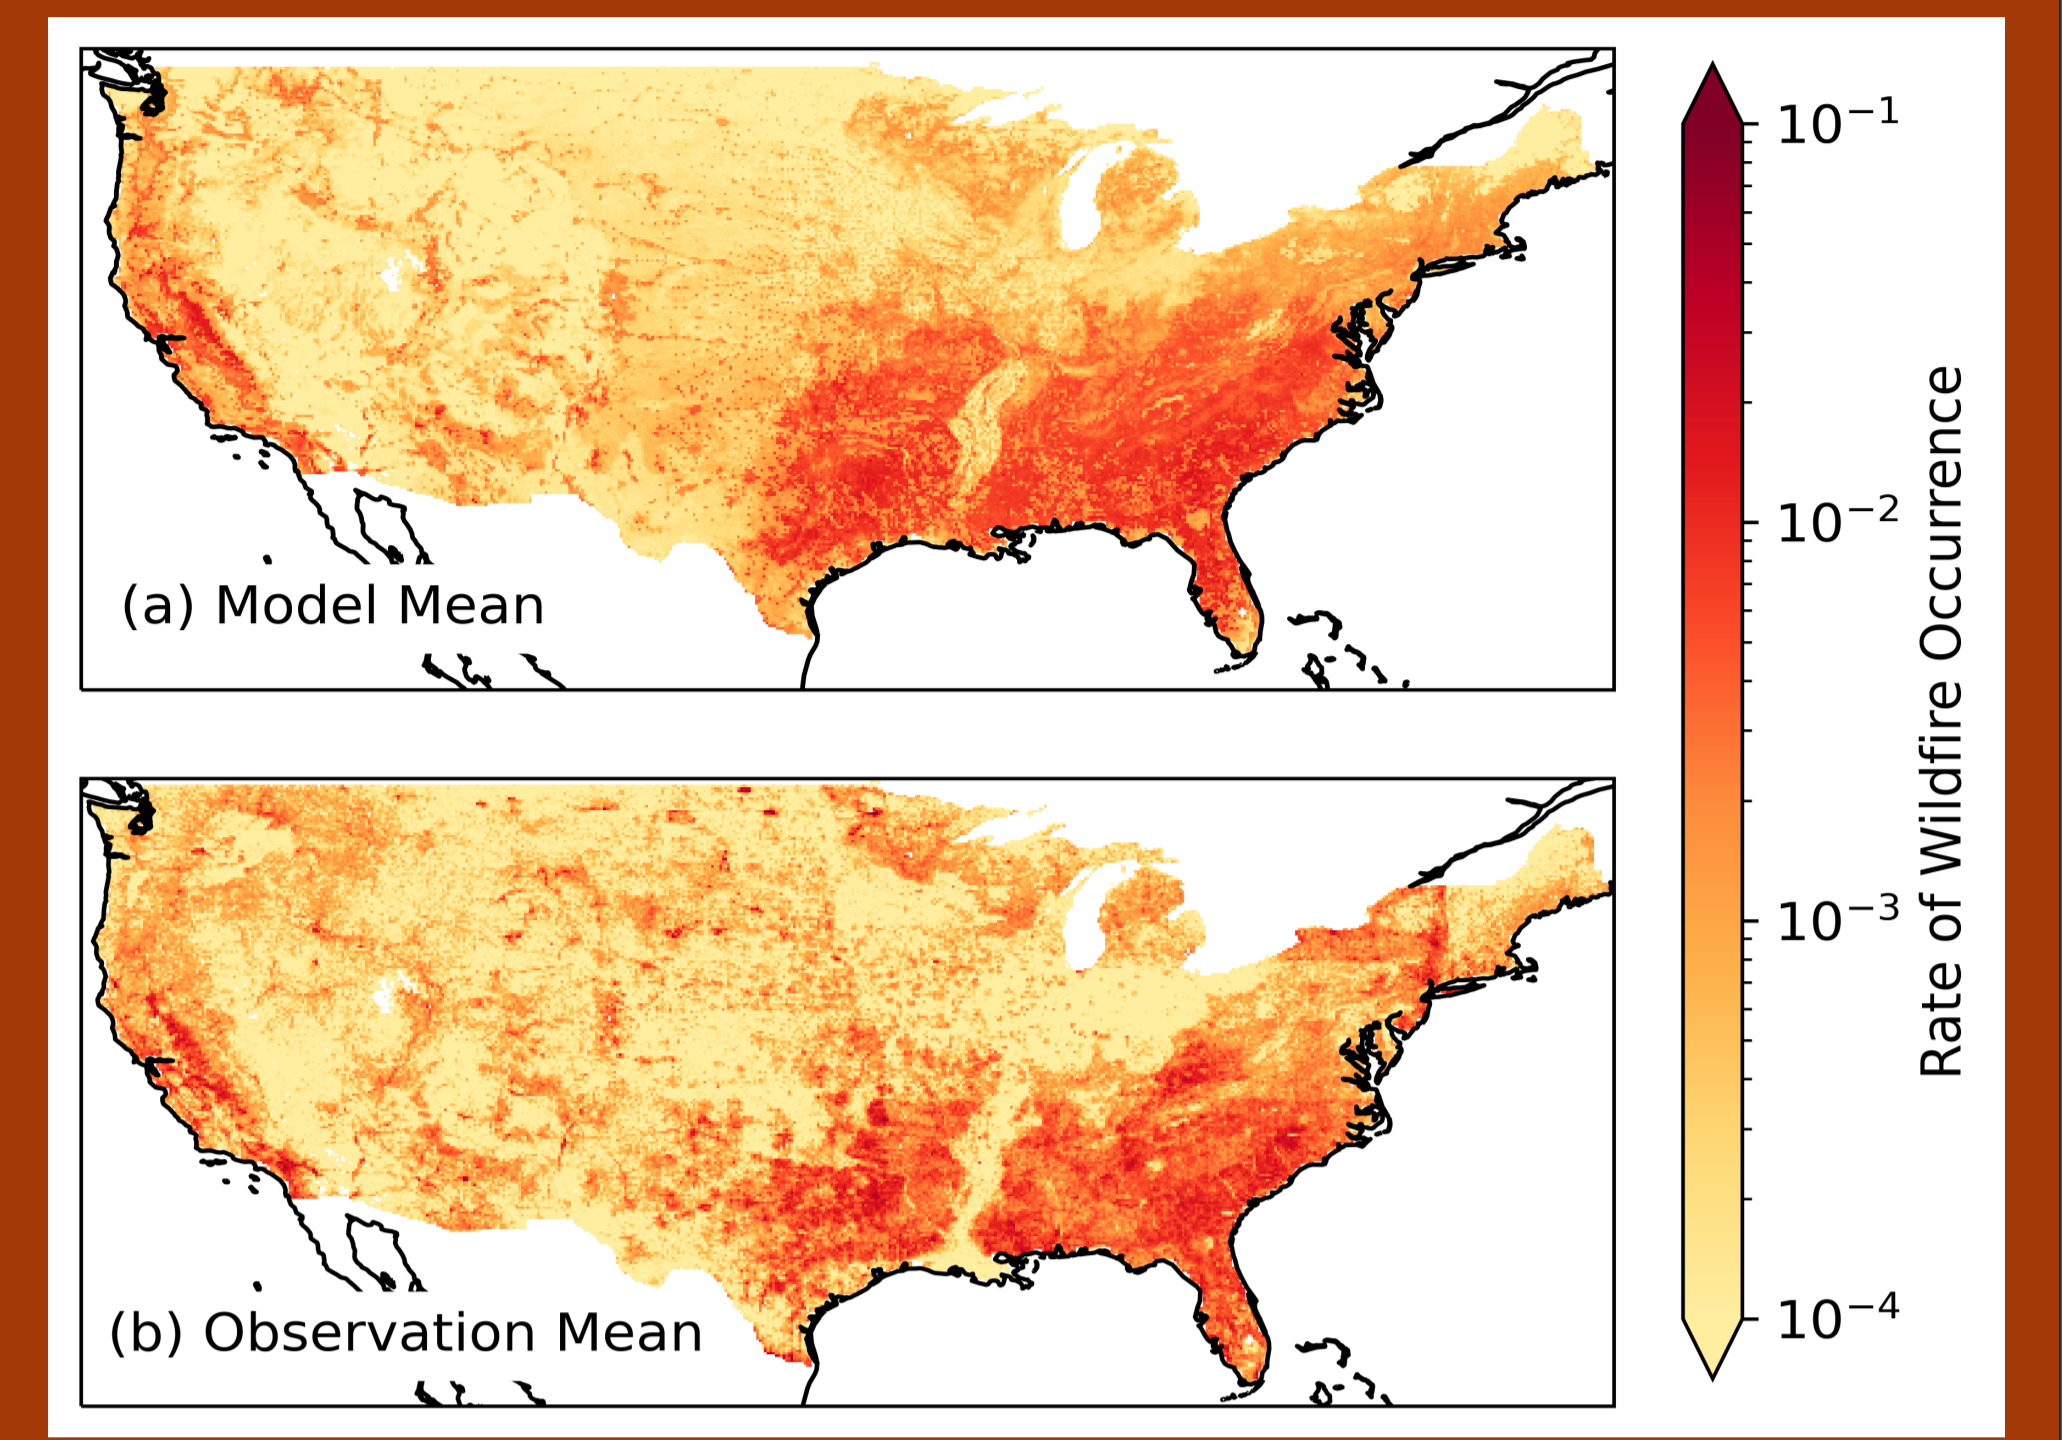 (a) Model Mean
(b) Observation Mean
10⁻¹
10⁻²
10⁻³
10⁻⁴
Rate of Wildfire Occurrence